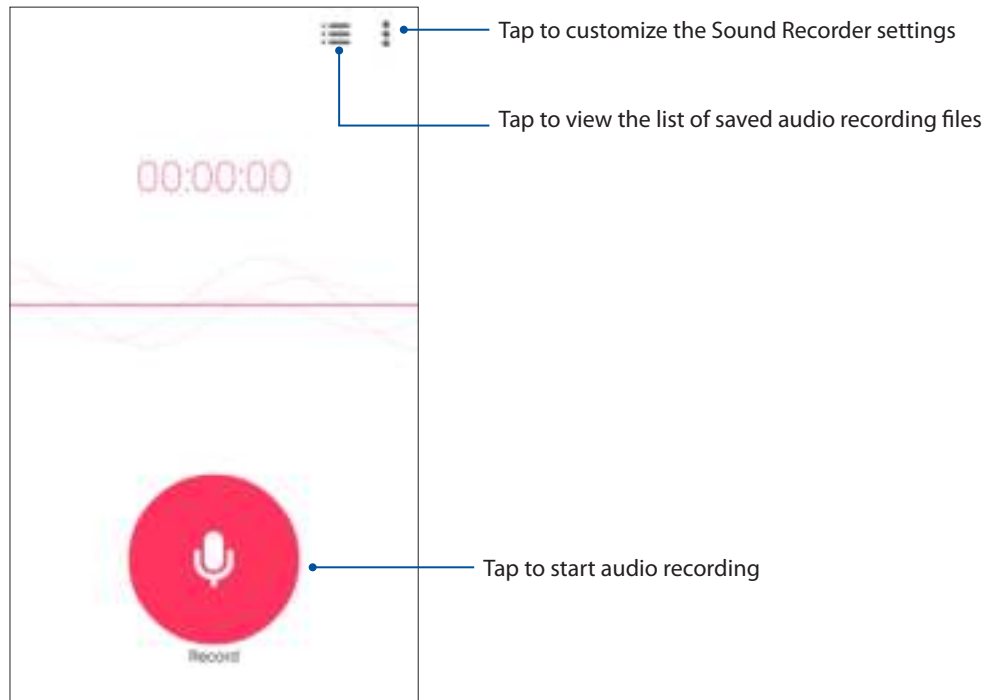 Tap to customize the Sound Recorder settings
Tap to view the list of saved audio recording files
00:00:00
Tap to start audio recording
Record